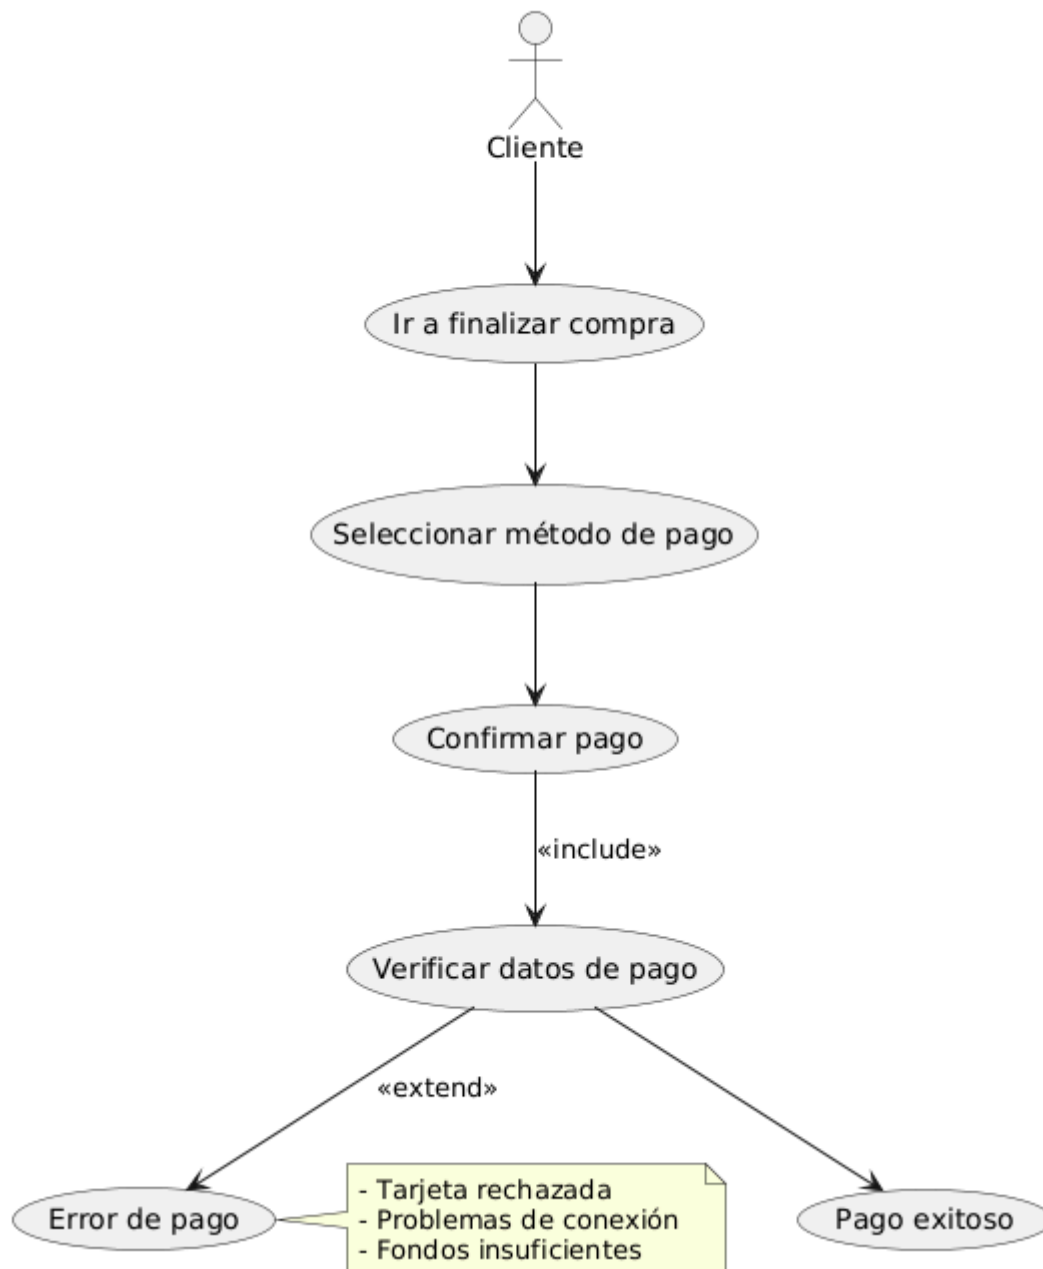 Cliente
Ir a finalizar compra
Seleccionar método de pago
Confirmar pago
«include»
Verificar datos de pago
«extend»
- Tarjeta rechazada
- Problemas de conexión
- Fondos insuficientes
Error de pago
Pago exitoso